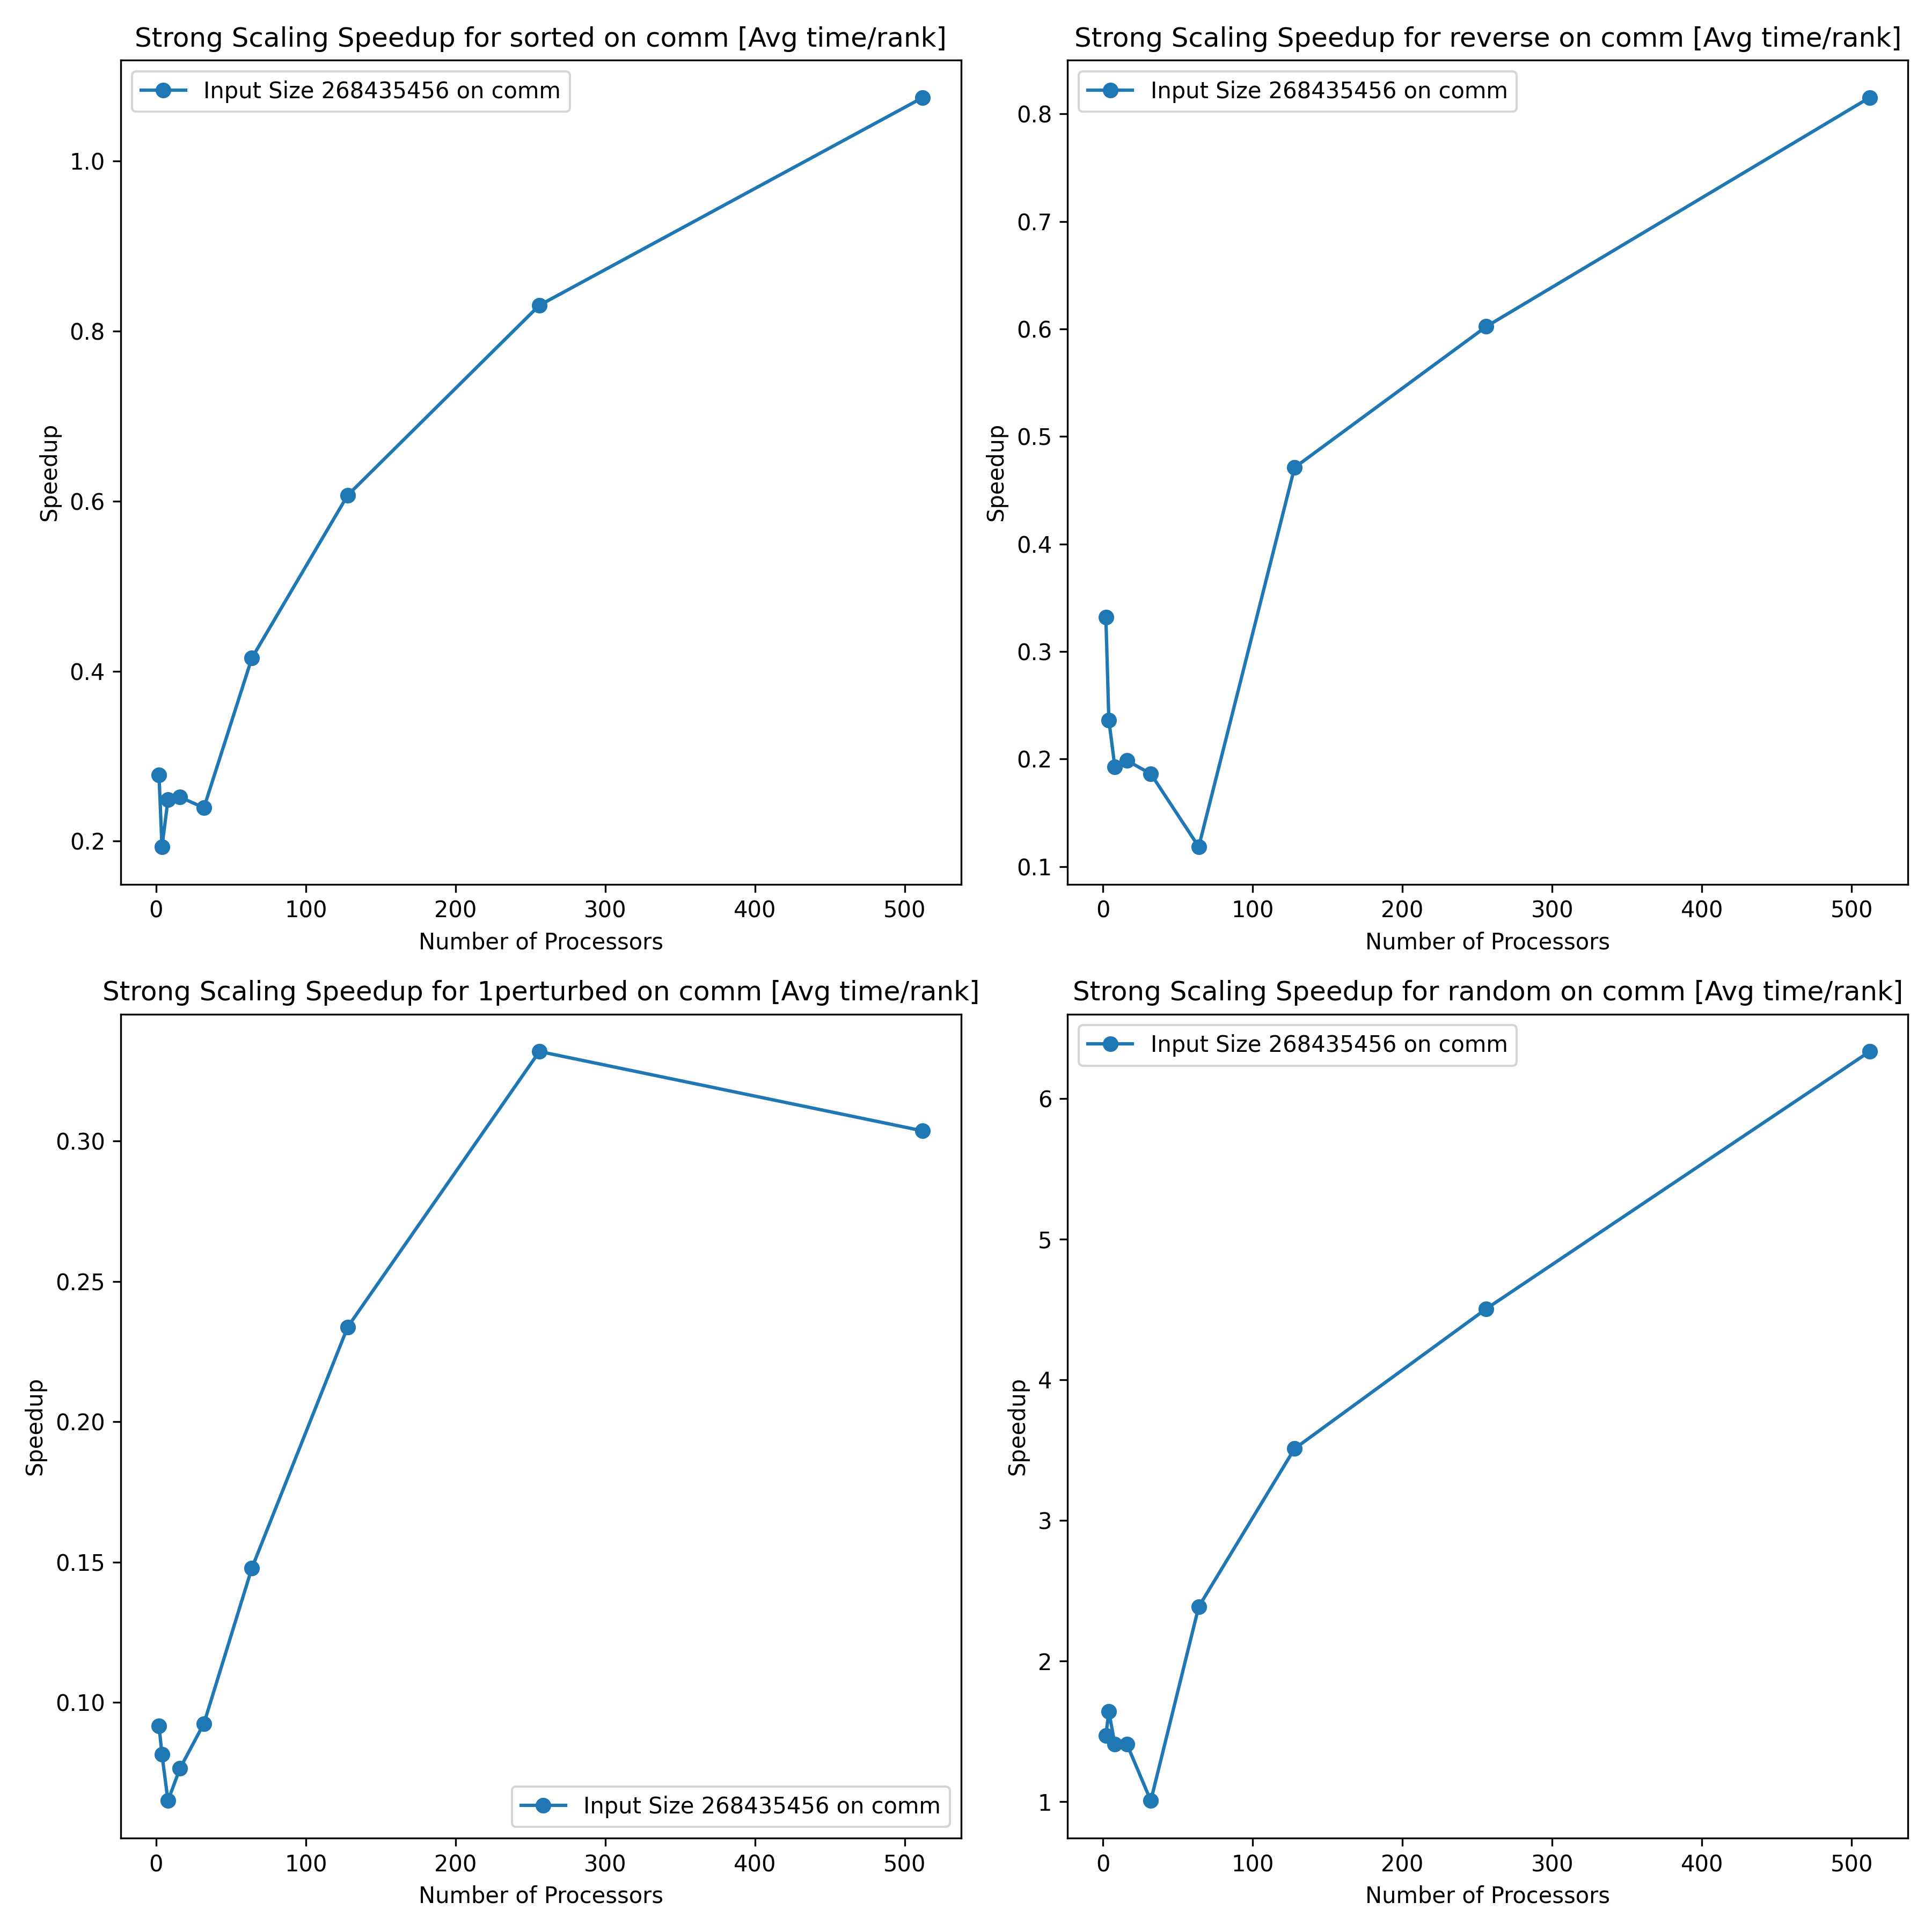 Strong Scaling Speedup for sorted on comm [Avg time/rank]
Input Size 268435456 on comm
1.0
0.8
0.6
0.4
0.2
Speedup
0 100 200 300 400 500
Number of Processors
Strong Scaling Speedup for reverse on comm [Avg time/rank]
Input Size 268435456 on comm
0.8
0.7
0.6
0.5
0.4
0.3
0.2
0.1
Speedup
0 100 200 300 400 500
Number of Processors
Strong Scaling Speedup for 1perturbed on comm [Avg time/rank]
0.30
0.25
0.20
0.15
0.10
Speedup
Input Size 268435456 on comm
0 100 200 300 400 500
Number of Processors
Strong Scaling Speedup for random on comm [Avg time/rank]
Input Size 268435456 on comm
6
5
4
3
2
1
Speedup
0 100 200 300 400 500
Number of Processors